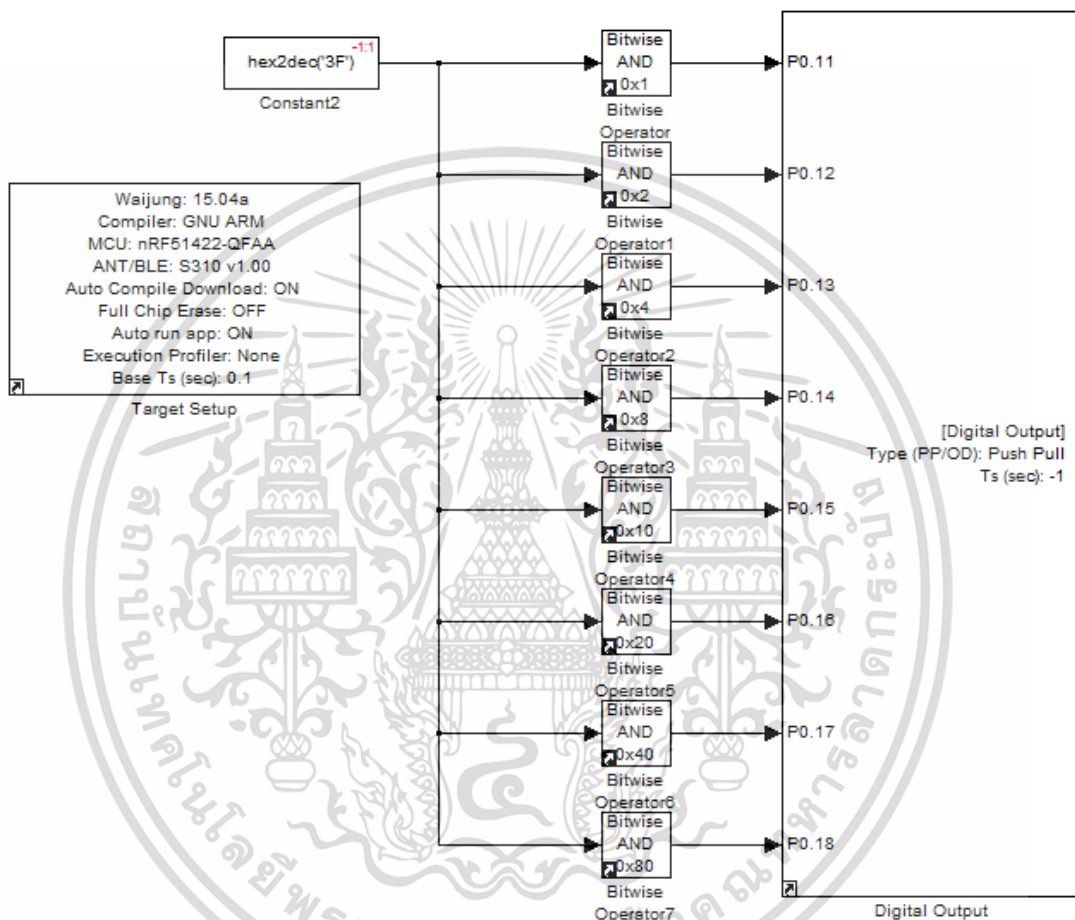 -1:1
hex2dec("3F")
Constant2
Waijung: 15.04a
Compiler: GNU ARM
MCU: nRF51422-QFAA
ANT/BLE: S310 v1.00
Auto Compile Download: ON
Full Chip Erase: OFF
Auto run app: ON
Execution Profiler: None
Base Ts (sec): 0.1
Target Setup
Bitwise
AND
0x1
Bitwise
Operator
Bitwise
AND
0x2
Bitwise
Operator1
Bitwise
AND
0x4
Bitwise
Operator2
Bitwise
AND
0x8
Bitwise
Operator3
Bitwise
AND
0x10
Bitwise
Operator4
Bitwise
AND
0x20
Bitwise
Operator5
Bitwise
AND
0x40
Bitwise
Operator6
Bitwise
AND
0x80
Bitwise
Operator7
P0.11
P0.12
P0.13
P0.14
P0.15
P0.16
P0.17
P0.18
[Digital Output]
Type (PP/OD): Push Pull
Ts (sec): -1
Digital Output